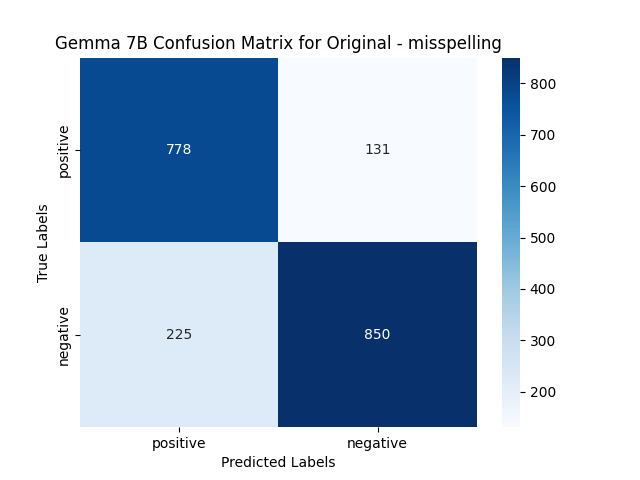 Gemma 7B Confusion Matrix for Original - misspelling
True Labels
positive
negative
778
131
225
850
positive
negative
Predicted Labels
800
700
600
500
400
300
200